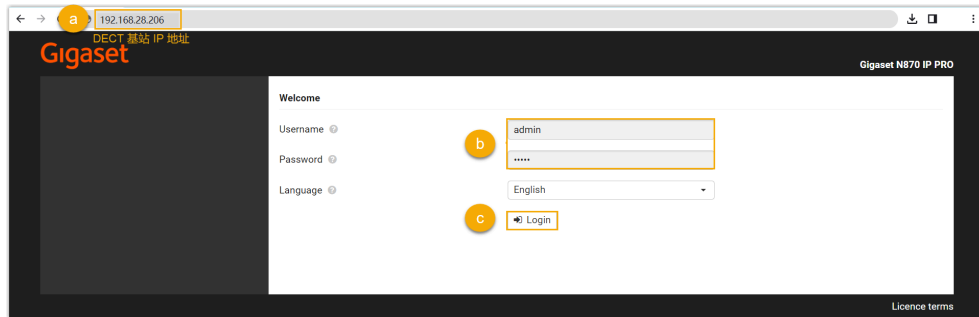 a
192.168.28.206
DECT 基站 IP 地址
Gigaset
Gigaset N870 IP PRO
Welcome
Username
admin
b
Password
•••••
Language
English
c
Login
Licence terms